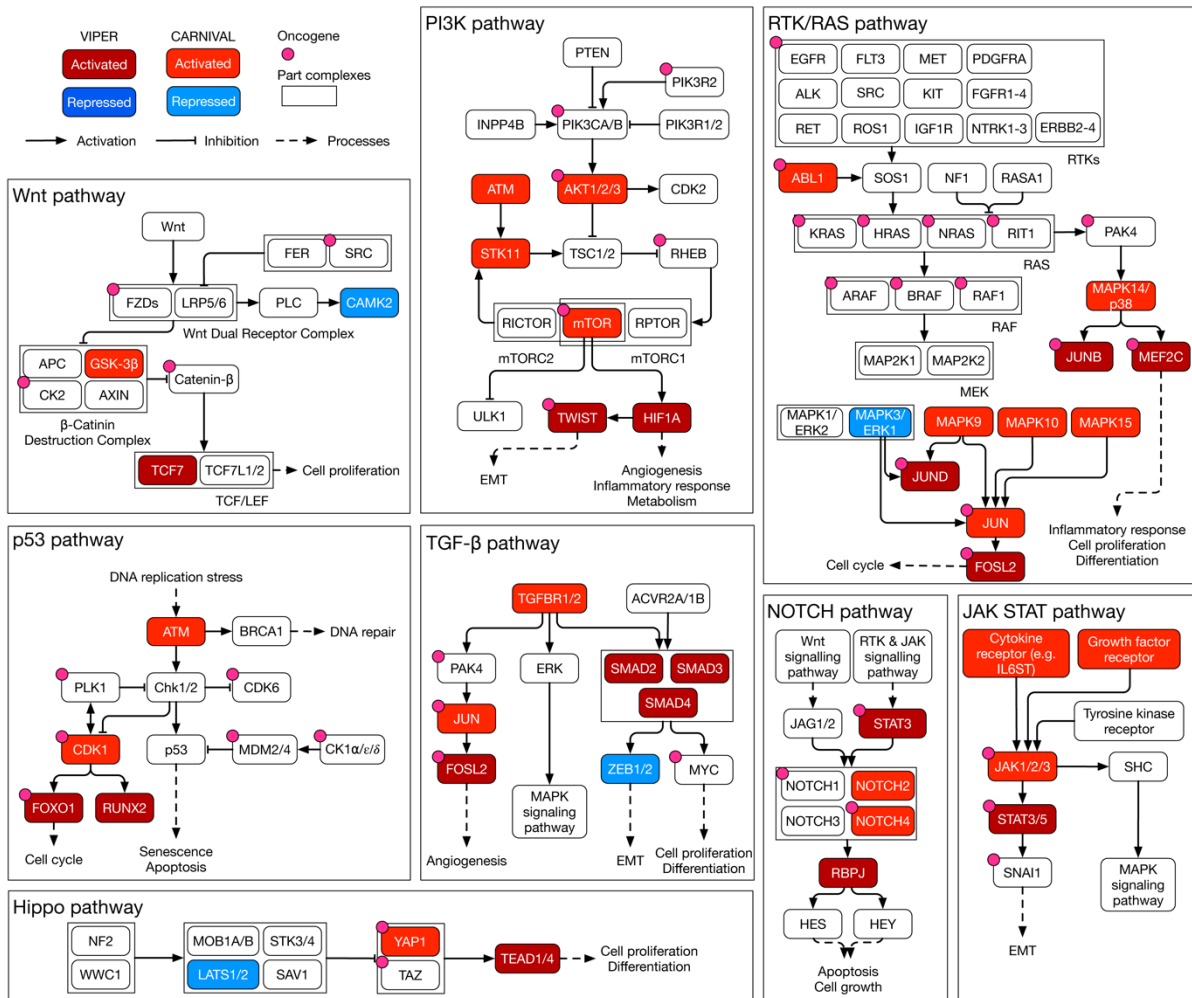 VIPER
CARNIVAL
Oncogene
Activated
Activated
Part complexes
Repressed
Repressed
Activation
Inhibition
Processes
Wnt pathway
Wnt
FER
SRC
FZDs
LRP5/6
PLC
CAMK2
Wnt Dual Receptor Complex
APC
GSK-3β
Catenin-β
CK2
AXIN
β-Catinin
Destruction Complex
TCF7
TCF7L1/2
Cell proliferation
TCF/LEF
PI3K pathway
PTEN
PIK3R2
INPP4B
PIK3CA/B
PIK3R1/2
ATM
AKT1/2/3
CDK2
STK11
TSC1/2
RHEB
RICTOR
mTOR
RPTOR
mTORC2
mTORC1
ULK1
TWIST
HIF1A
EMT
Angiogenesis
Inflammatory response
Metabolism
RTK/RAS pathway
EGFR
FLT3
MET
PDGFRA
ALK
SRC
KIT
FGFR1-4
RET
ROS1
IGF1R
NTRK1-3
ERBB2-4
RTKs
ABL1
SOS1
NF1
RASA1
KRAS
HRAS
NRAS
RIT1
PAK4
RAS
ARAF
BRAF
RAF1
MAPK14/
p38
RAF
MAP2K1
MAP2K2
JUNB
MEF2C
MEK
MAPK1/
ERK2
MAPK3/
ERK1
MAPK9
MAPK10
MAPK15
JUND
JUN
Inflammatory response
Cell proliferation
Differentiation
Cell cycle
FOSL2
p53 pathway
DNA replication stress
ATM
BRCA1
DNA repair
PLK1
Chk1/2
CDK6
CDK1
p53
MDM2/4
CK1α/ε/δ
FOXO1
RUNX2
Cell cycle
Senescence
Apoptosis
TGF-β pathway
TGFBR1/2
ACVR2A/1B
PAK4
ERK
SMAD2
SMAD3
SMAD4
JUN
FOSL2
ZEB1/2
MYC
MAPK
signaling
pathway
Angiogenesis
EMT
Cell proliferation
Differentiation
NOTCH pathway
Wnt
signalling
pathway
RTK & JAK
signalling
pathway
JAG1/2
STAT3
NOTCH1
NOTCH2
NOTCH3
NOTCH4
RBPJ
HES
HEY
Apoptosis
Cell growth
JAK STAT pathway
Cytokine
receptor (e.g.
IL6ST)
Growth factor
receptor
Tyrosine kinase
receptor
JAK1/2/3
SHC
STAT3/5
SNAI1
MAPK
signaling
pathway
EMT
Hippo pathway
NF2
WWC1
MOB1A/B
STK3/4
LATS1/2
SAV1
YAP1
TAZ
TEAD1/4
Cell proliferation
Differentiation